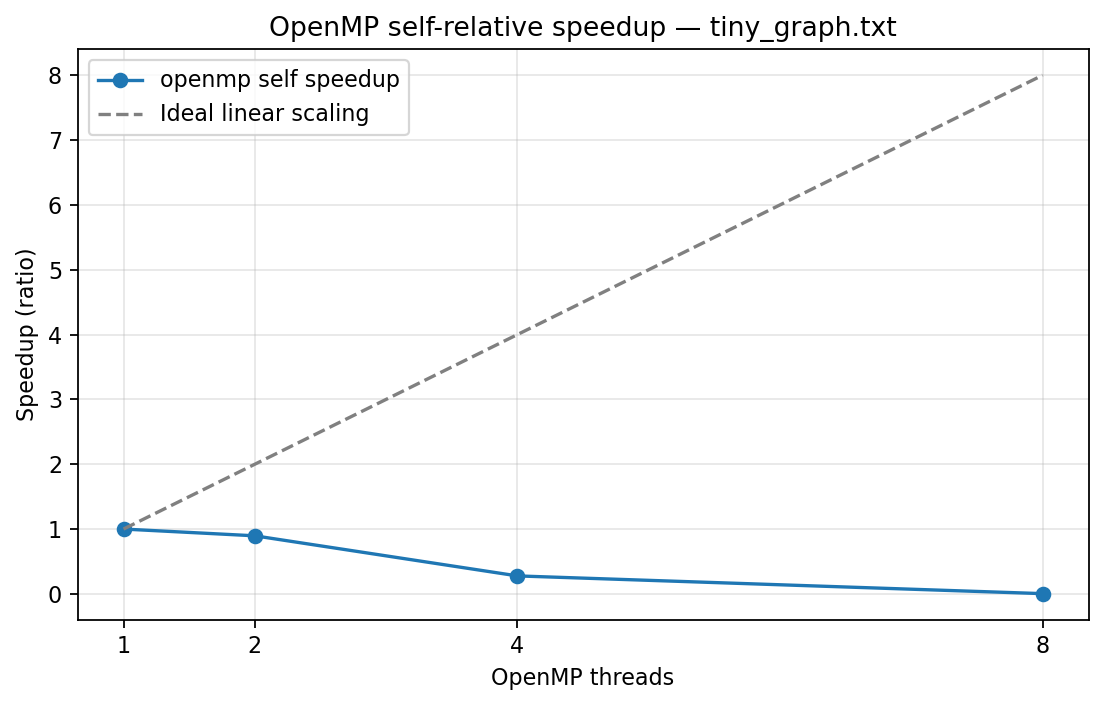 OpenMP self-relative speedup — tiny_graph.txt
openmp self speedup
Ideal linear scaling
Speedup (ratio)
8
7
6
5
4
3
2
1
0
1 2 4 8
OpenMP threads